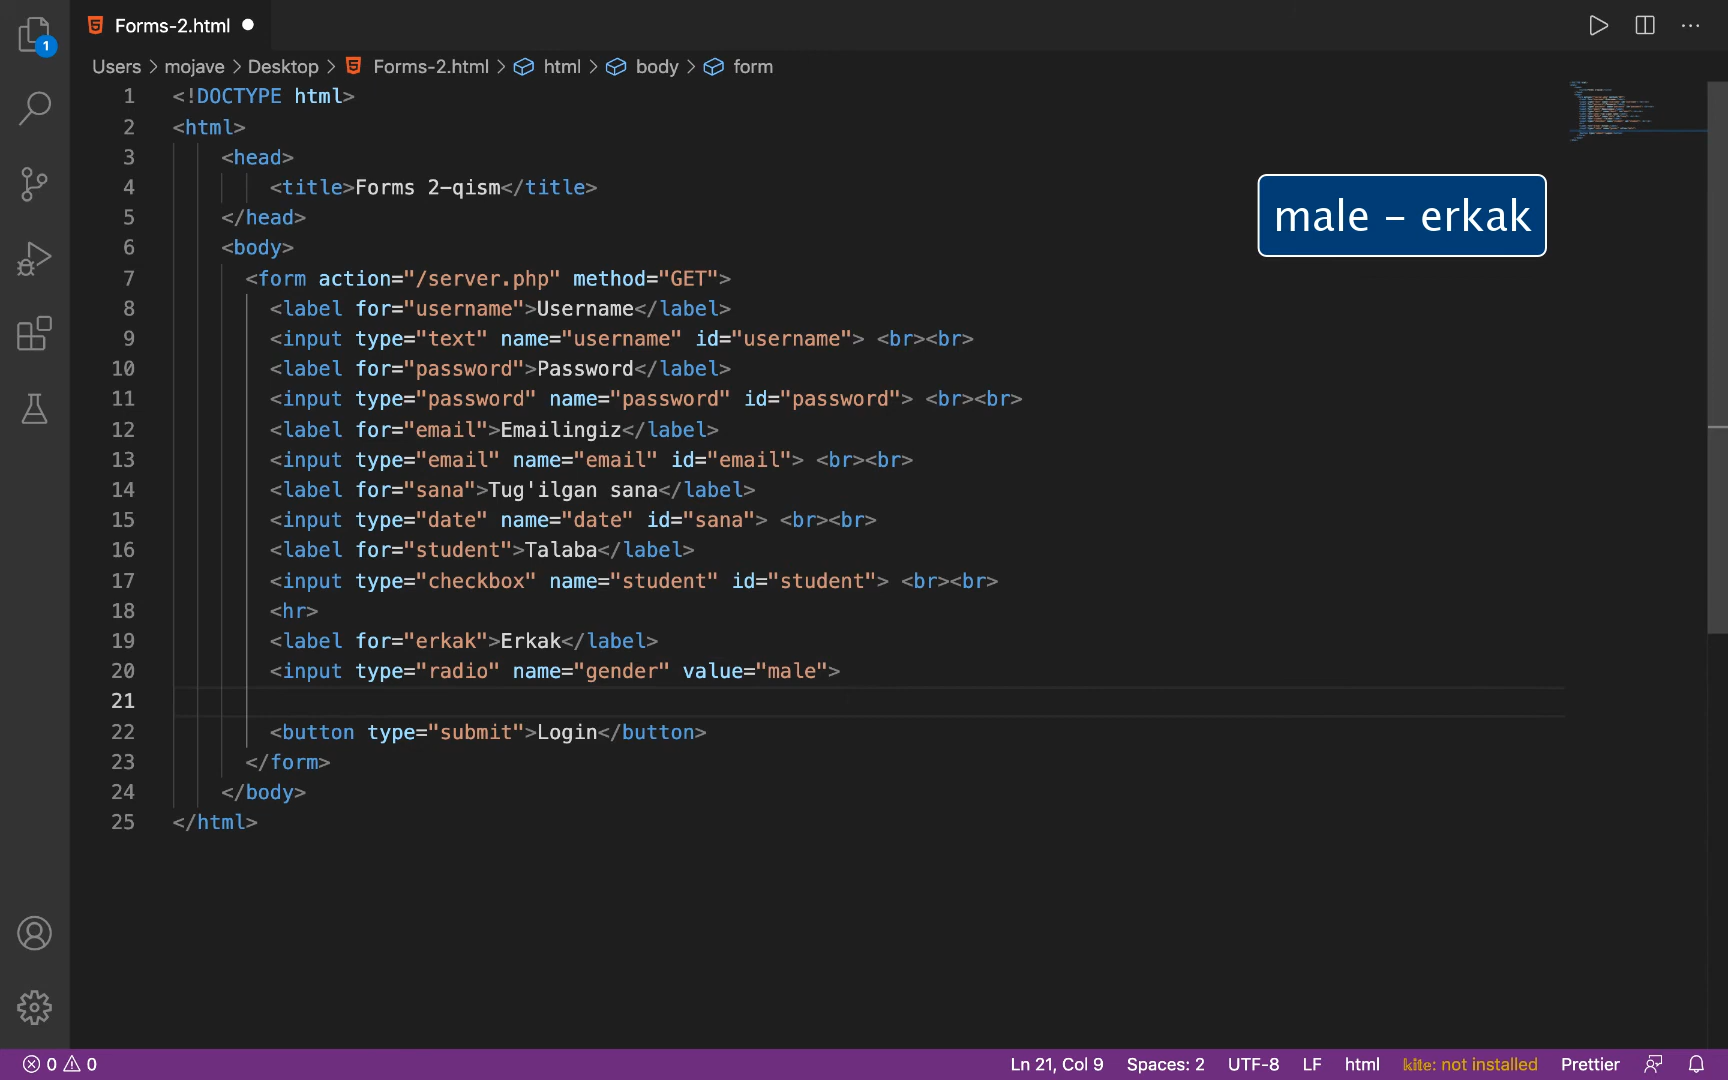 Forms-2.html
1
Users > mojave > Desktop > Forms-2.html > html > body > form
male – erkak
1 <!DOCTYPE html>
2 <html>
3 <head>
4 <title>Forms 2-qism</title>
5 </head>
6 <body>
7 <form action="/server.php" method="GET">
8 <label for="username">Username</label>
9 <input type="text" name="username" id="username"> <br><br>
10 <label for="password">Password</label>
11 <input type="password" name="password" id="password"> <br><br>
12 <label for="email">Emailingiz</label>
13 <input type="email" name="email" id="email"> <br><br>
14 <label for="sana">Tug'ilgan sana</label>
15 <input type="date" name="date" id="sana"> <br><br>
16 <label for="student">Talaba</label>
17 <input type="checkbox" name="student" id="student"> <br><br>
18 <hr>
19 <label for="erkak">Erkak</label>
20 <input type="radio" name="gender" value="male">
21
22 <button type="submit">Login</button>
23 </form>
24 </body>
25 </html>
0 0 Ln 21, Col 9 Spaces: 2 UTF-8 LF html kite: not installed Prettier